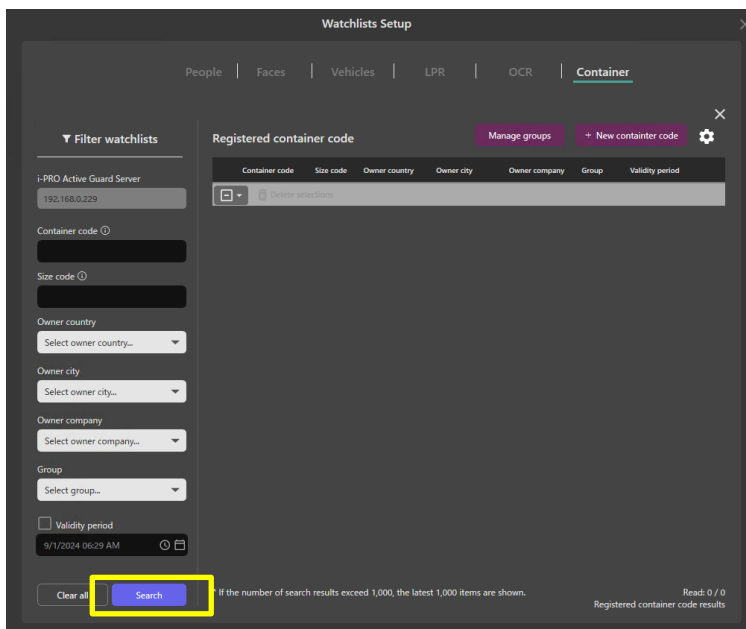 Watchlists Setup
People | Faces | Vehicles | LPR | OCR | Container
Filter watchlists
Registered container code
Manage groups
+ New containter code
Container code Size code Owner country Owner city Owner company Group Validity period
Delete selections
i-PRO Active Guard Server
192.168.0.229
Container code
Size code
Owner country
Select owner country...
Owner city
Select owner city...
Owner company
Select owner company...
Group
Select group...
Validity period
9/1/2024 06:29 AM
Clear all
Search
* If the number of search results exceed 1,000, the latest 1,000 items are shown.
Read: 0 / 0
Registered container code results